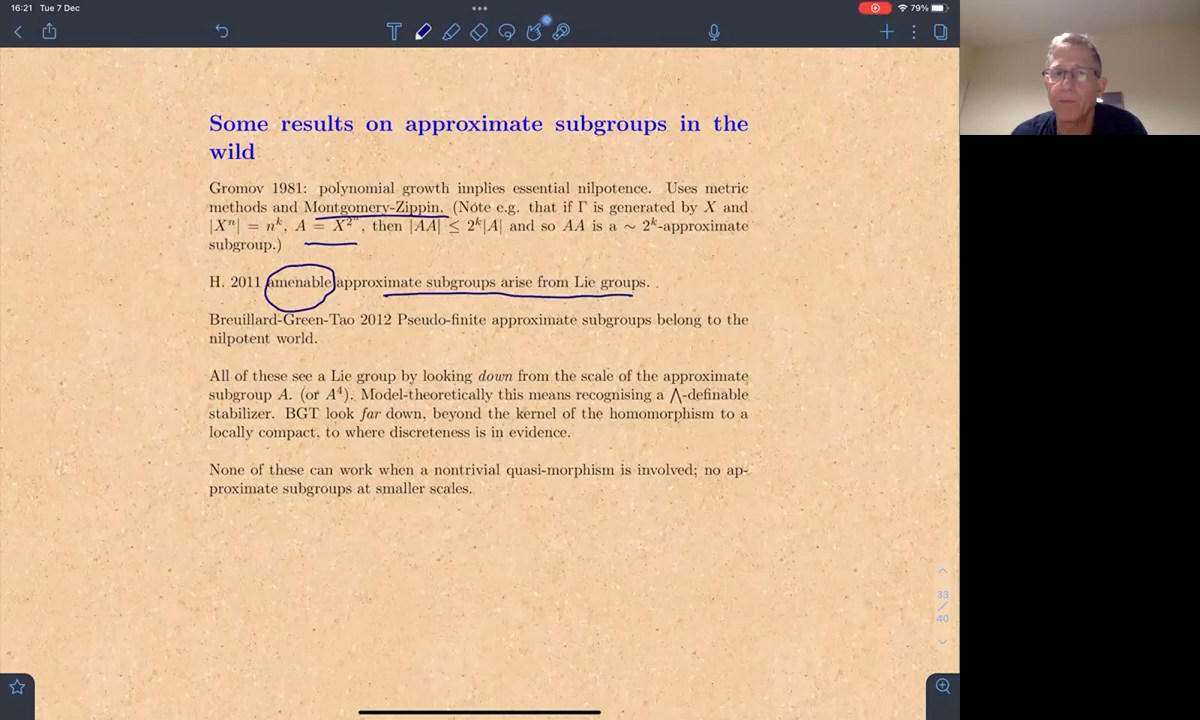 16:21 Tue 7 Dec
79%
Some results on approximate subgroups in the
wild
Gromov 1981: polynomial growth implies essential nilpotence. Uses metric
methods and Montgomery-Zippin. (Note e.g. that if Γ is generated by X and
|Xⁿ| = nᵏ, A = X²ⁿ, then |AA| ≤ 2ᵏ|A| and so AA is a ∼ 2ᵏ-approximate
subgroup.)
H. 2011 amenable approximate subgroups arise from Lie groups.
Breuillard-Green-Tao 2012 Pseudo-finite approximate subgroups belong to the
nilpotent world.
All of these see a Lie group by looking down from the scale of the approximate
subgroup A. (or A⁴). Model-theoretically this means recognising a ⋀-definable
stabilizer. BGT look far down, beyond the kernel of the homomorphism to a
locally compact, to where discreteness is in evidence.
None of these can work when a nontrivial quasi-morphism is involved; no ap-
proximate subgroups at smaller scales.
33
/
40